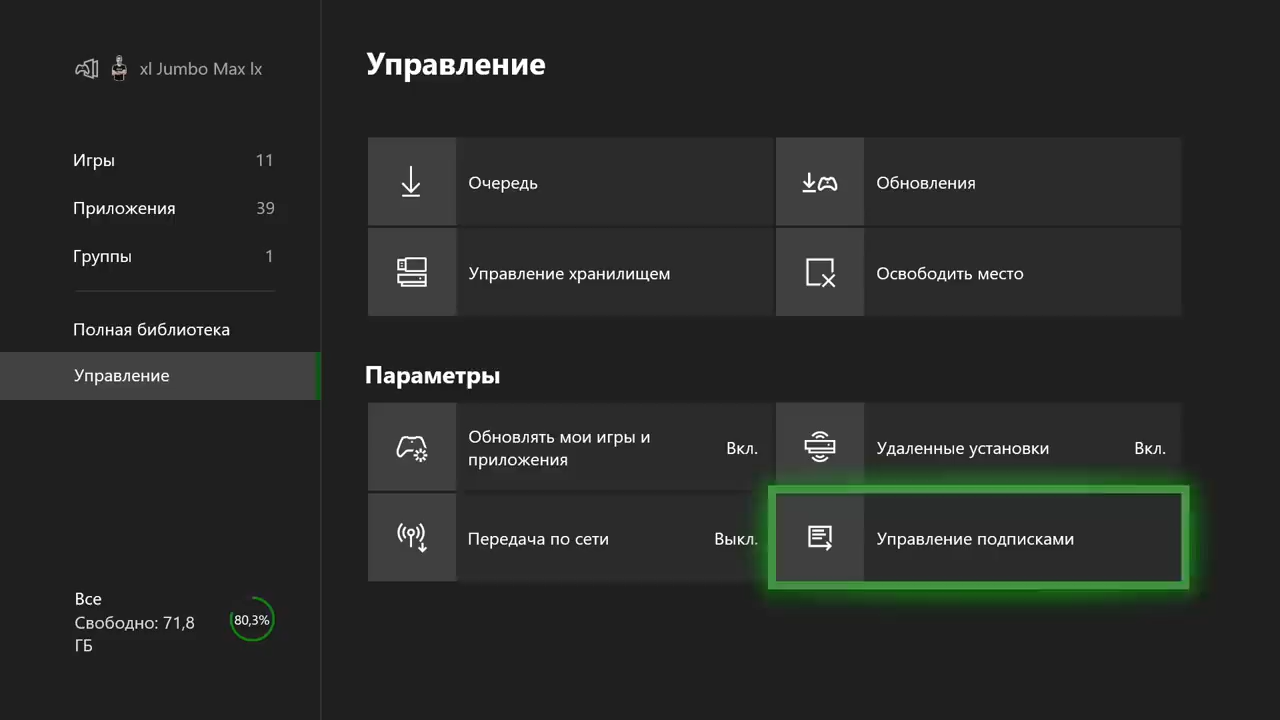 xl Jumbo Max lx
Игры 11
Приложения 39
Группы 1
Полная библиотека
Управление
Все
Свободно: 71,8
ГБ
80,3%
Управление
Очередь
Обновления
Управление хранилищем
Освободить место
Параметры
Обновлять мои игры и
приложения
Вкл.
Удаленные установки
Вкл.
Передача по сети
Выкл.
Управление подписками